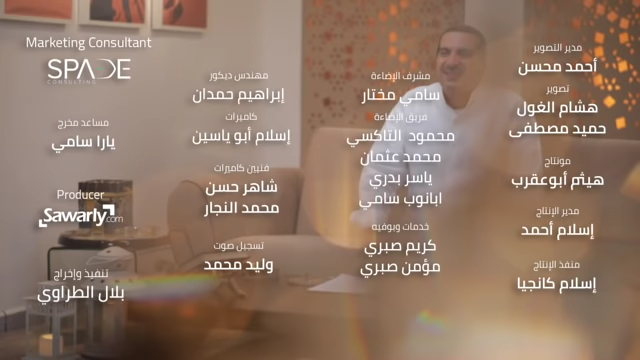 مدير التصوير
أحمد محسن
تصوير
هشام الغول
حميد مصطفى
مونتاج
هيثم أبوعقرب
مدير الإنتاج
إسلام أحمد
منفذ الإنتاج
إسلام كانجيا
مشرف الإضاءة
سامي مختار
فريق الإضاءة
محمود التاكسي
محمد عثمان
ياسر بدري
ابانوب سامي
خدمات وبوفيه
كريم صبري
مؤمن صبري
مهندس ديكور
إبراهيم حمدان
كاميرات
إسلام أبو ياسين
فنيين كاميرات
شاهر حسن
محمد النجار
تسجيل صوت
وليد محمد
Marketing Consultant
SPADE
CONSULTING
مساعد مخرج
يارا سامي
Producer
Sawarly.com
تنفيذ وإخراج
بلال الطراوي